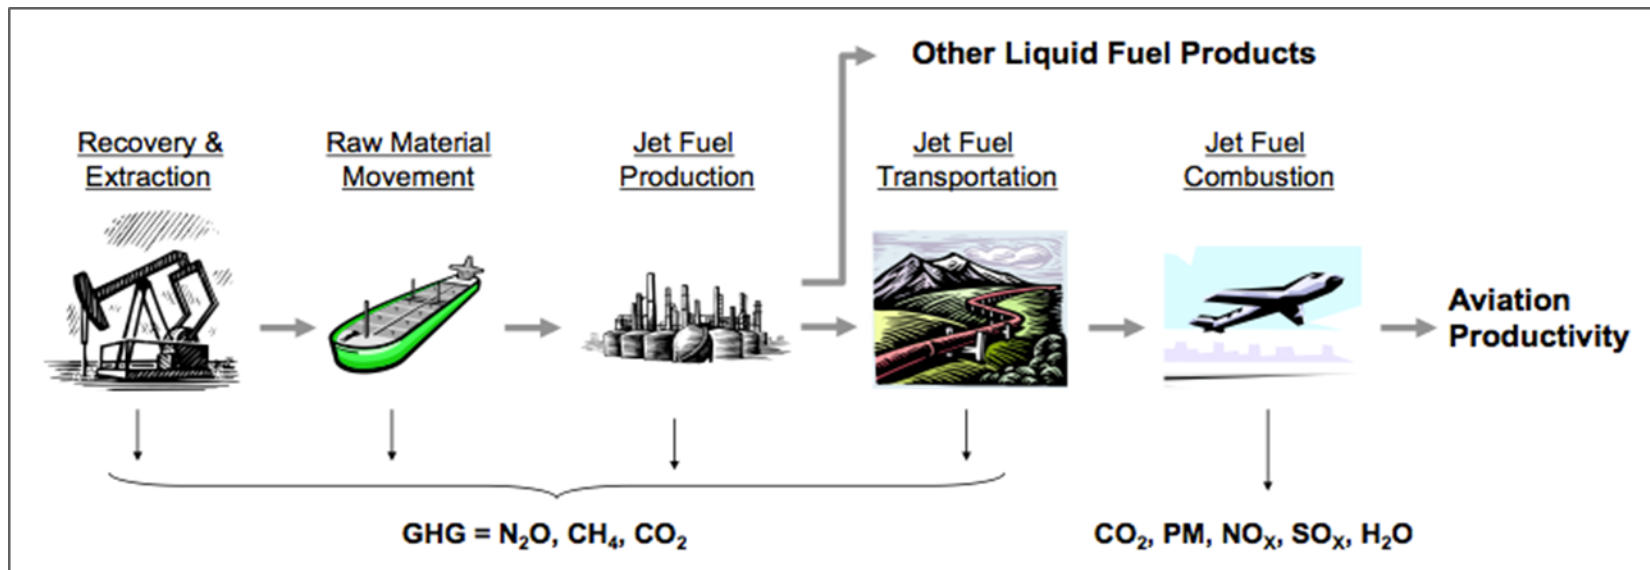 Other Liquid Fuel Products
Recovery &
Extraction
Raw Material
Movement
Jet Fuel
Production
Jet Fuel
Transportation
Jet Fuel
Combustion
Aviation
Productivity
GHG = N₂O, CH₄, CO₂
CO₂, PM, NOₓ, SOₓ, H₂O